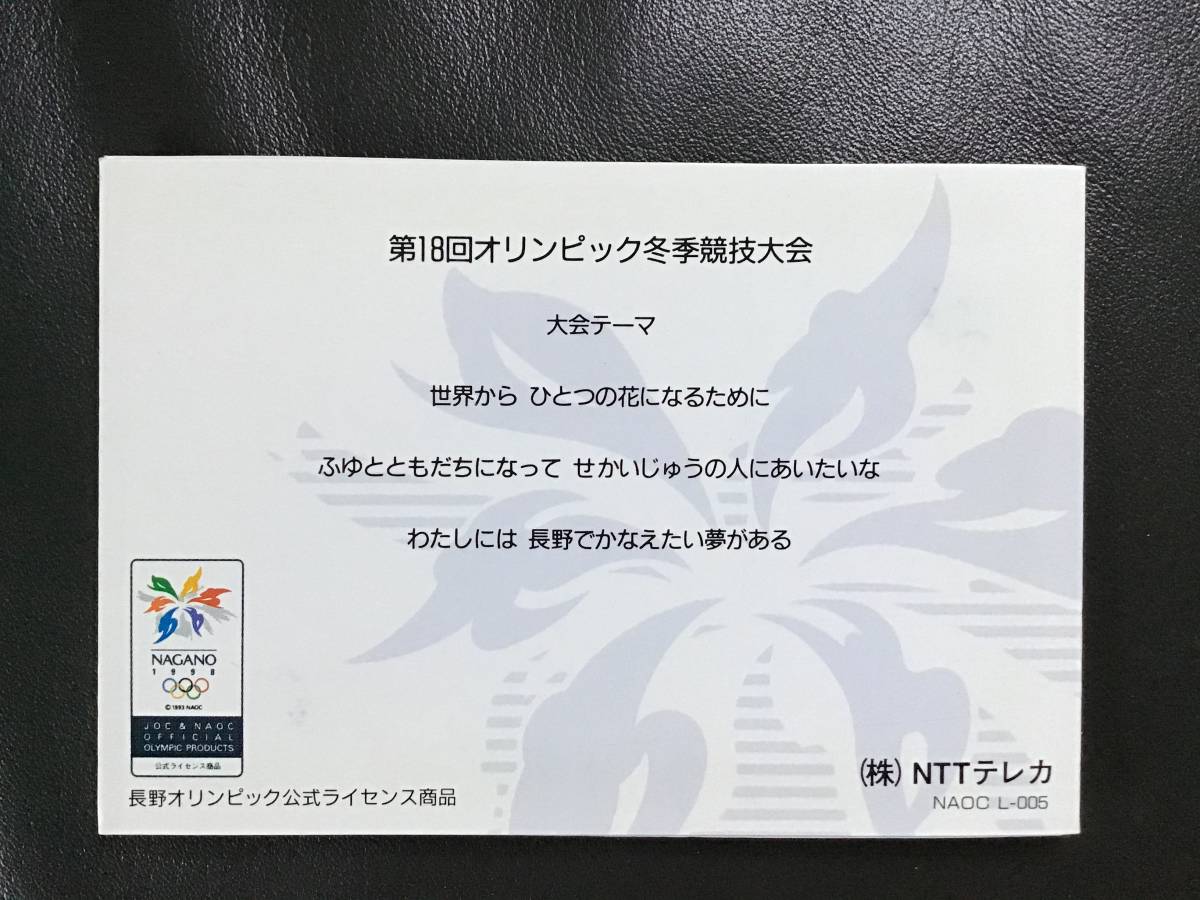 第18回オリンピック冬季競技大会
大会テーマ
世界から ひとつの花になるために
ふゆとともだちになって せかいじゅうの人にあいたいな
わたしには 長野でかなえたい夢がある
NAGANO
1998
© 1993 NAOC
JOC & NAOC
OFFICIAL
OLYMPIC PRODUCTS
公式ライセンス商品
長野オリンピック公式ライセンス商品
(株) NTTテレカ
NAOC L-005